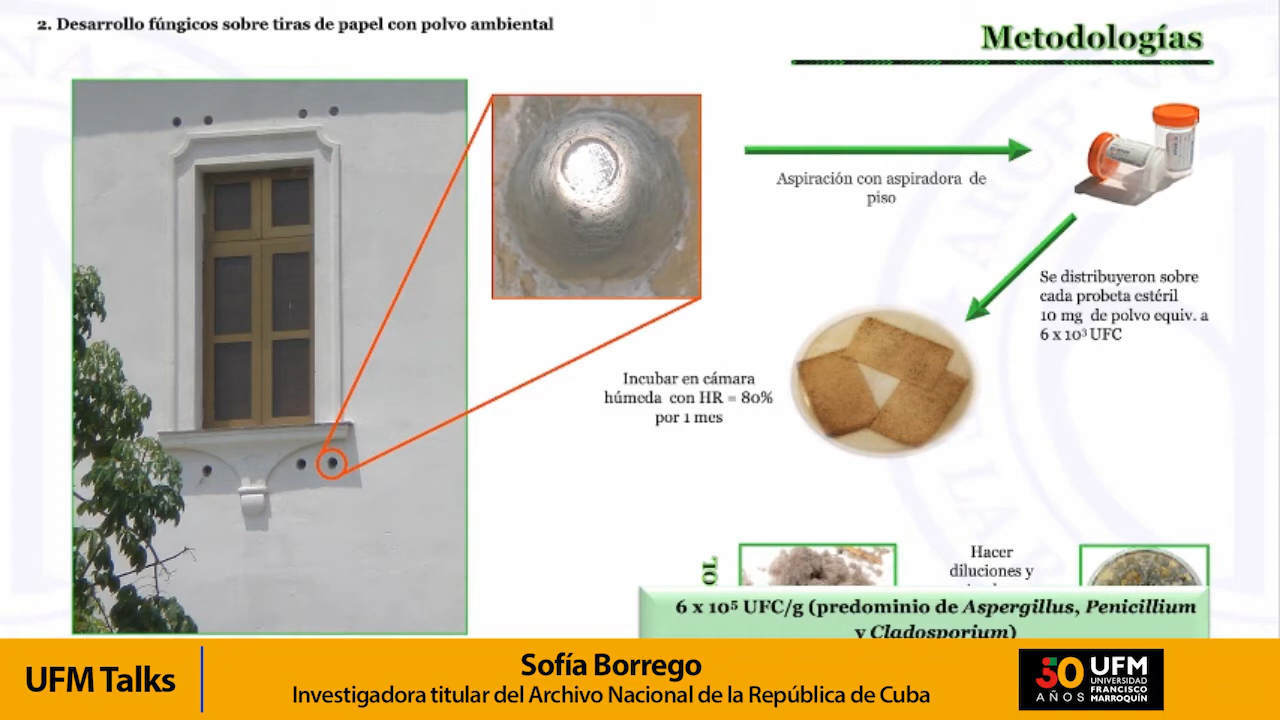 2. Desarrollo fúngicos sobre tiras de papel con polvo ambiental
Metodologías
Aspiración con aspiradora de
piso
Se distribuyeron sobre
cada probeta estéril
10 mg de polvo equiv. a
6 x 10³ UFC
Incubar en cámara
húmeda con HR = 80%
por 1 mes
OL
Hacer
diluciones y
6 x 10⁵ UFC/g (predominio de Aspergillus, Penicillium
y Cladosporium)
UFM Talks
Sofía Borrego
Investigadora titular del Archivo Nacional de la República de Cuba
50
AÑOS
UFM
UNIVERSIDAD
FRANCISCO
MARROQUÍN